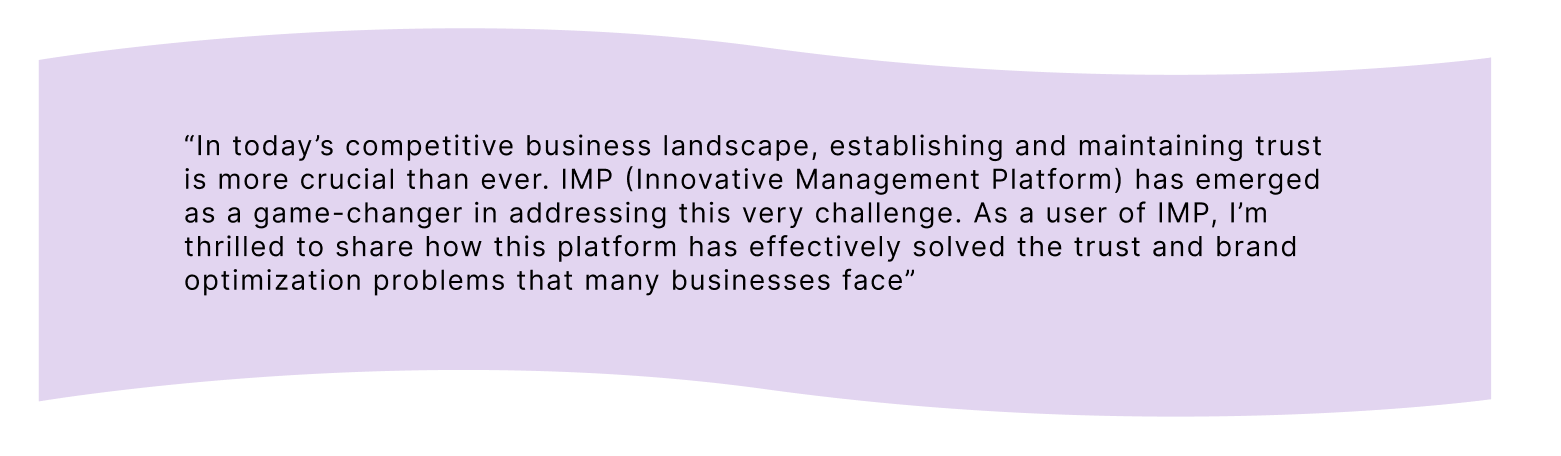 “In today’s competitive business landscape, establishing and maintaining trust
is more crucial than ever. IMP (Innovative Management Platform) has emerged
as a game-changer in addressing this very challenge. As a user of IMP, I’m
thrilled to share how this platform has effectively solved the trust and brand
optimization problems that many businesses face”